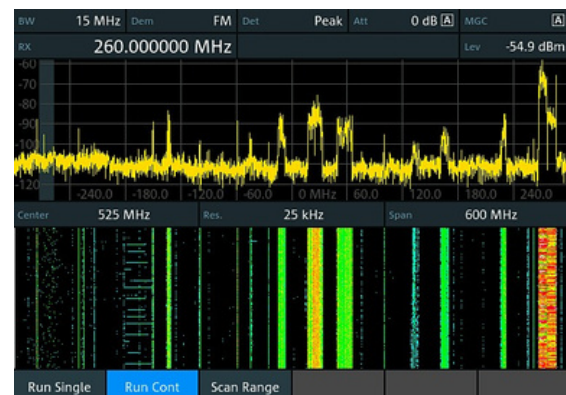 BW 15 MHz Dem FM Det Peak Att 0 dB A MGC A
RX 260.000000 MHz Lev -54.9 dBm
-60
-70
-80
-90
-100
-120
-240.0 -180.0 -120.0 -60.0 0 MHz 60.0 120.0 180.0 240.0
Center 525 MHz Res. 25 kHz Span 600 MHz
Run Single Run Cont Scan Range